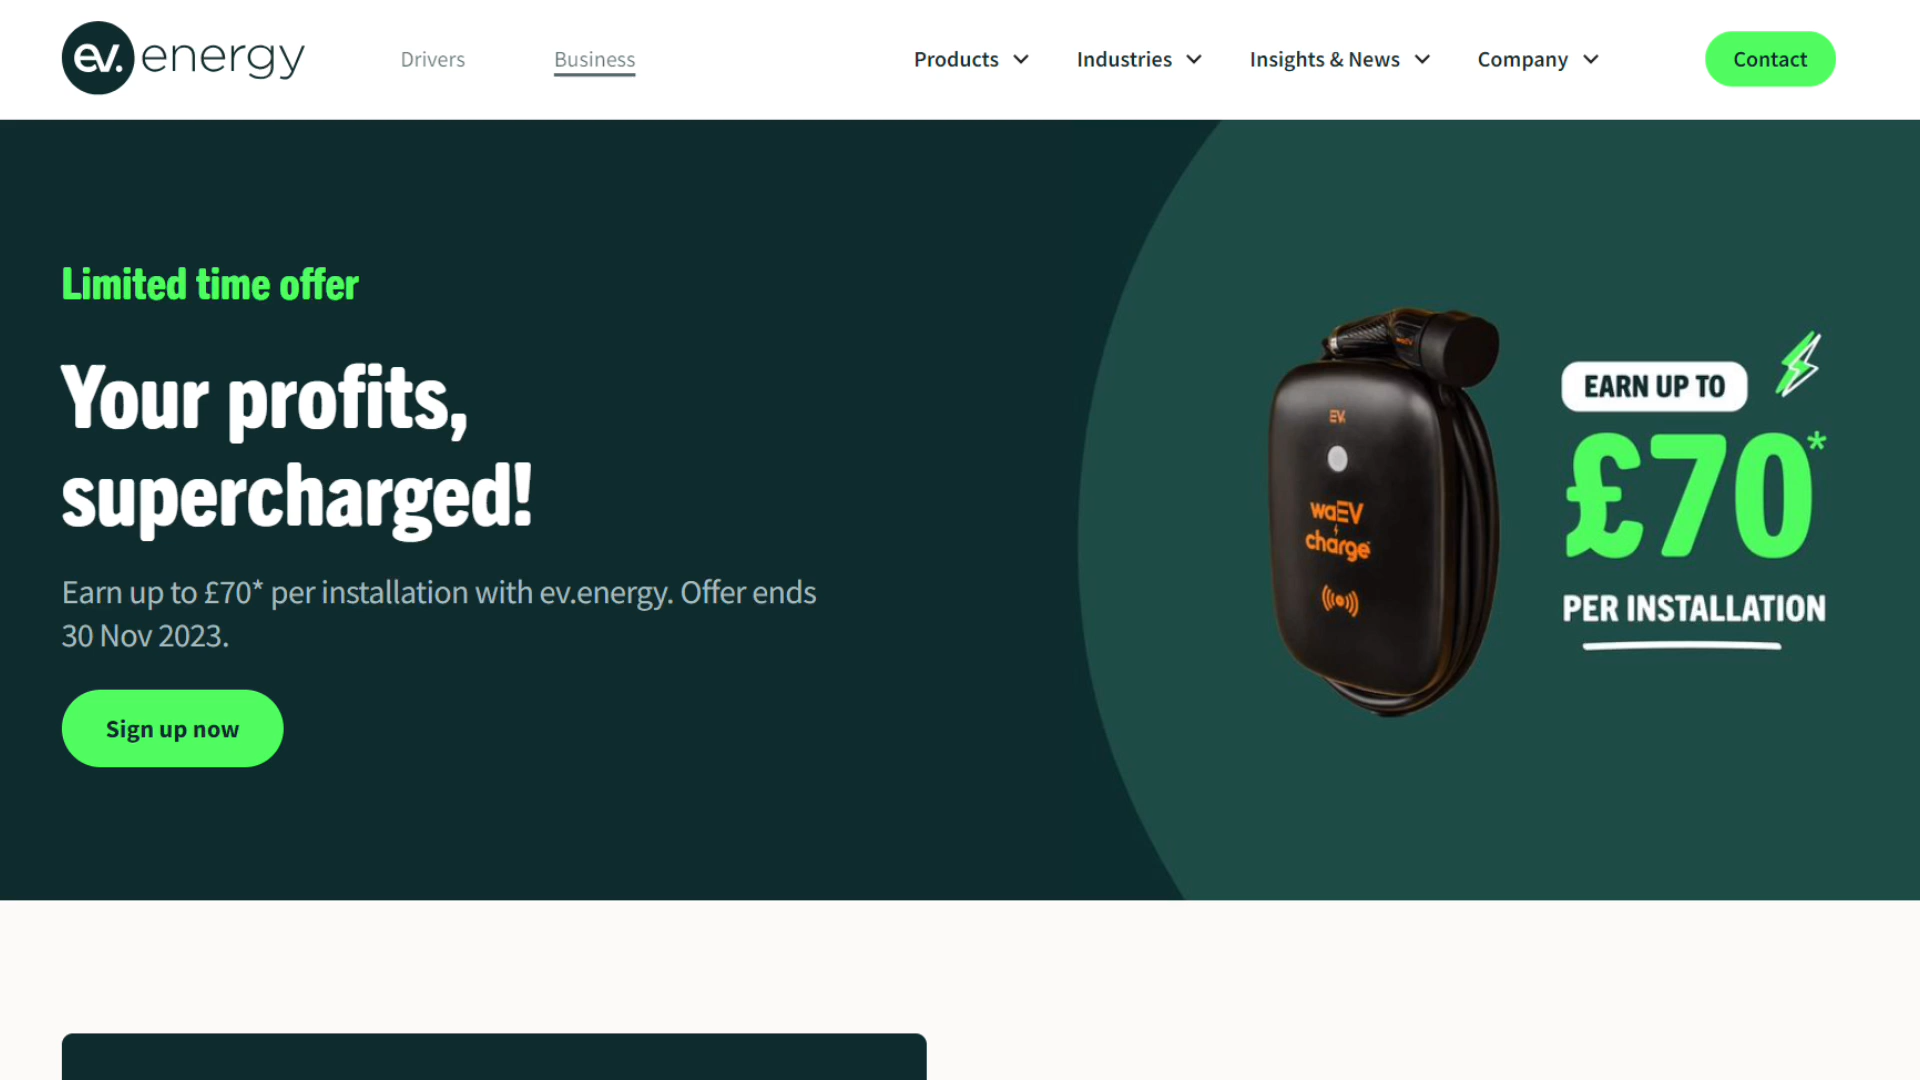 ev.energy
Drivers
Business
Products
Industries
Insights & News
Company
Contact
Limited time offer
Your profits,
supercharged!
Earn up to £70* per installation with ev.energy. Offer ends
30 Nov 2023.
Sign up now
EV.
waEV
charge
EARN UP TO
£70*
PER INSTALLATION